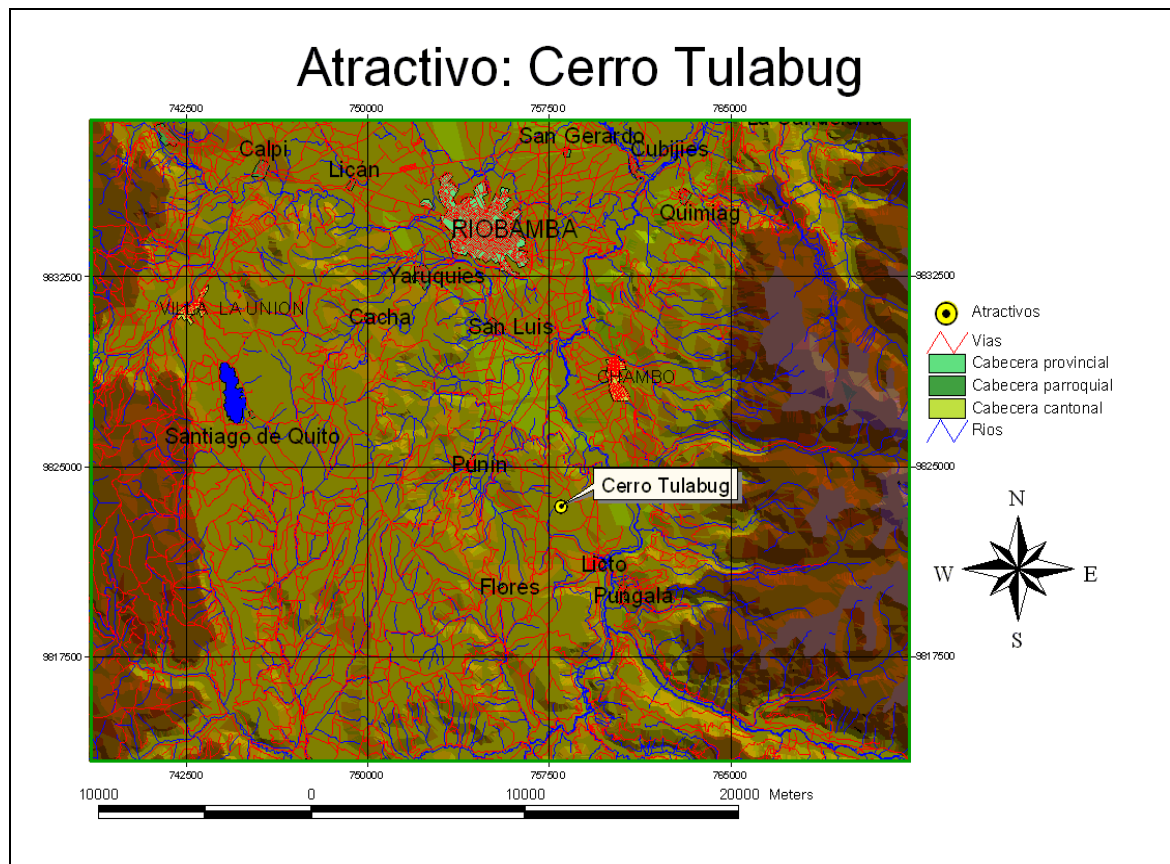 Atractivo: Cerro Tulabug
742500 750000 757500 765000
San Gerardo
Cubijies
Calpi
Lican
Quimiag
RIOBAMBA
9832500 9832500
Yaruquies
VILLA LA UNION
Cacha
San Luis
CHAMBO
Santiago de Quito
Punin
9825000 9825000
Cerro Tulabug
Licto
Flores
Pungala
9817500 9817500
742500 750000 757500 765000
10000 0 10000 20000 Meters
Atractivos
Vias
Cabecera provincial
Cabecera parroquial
Cabecera cantonal
Rios
N
W E
S